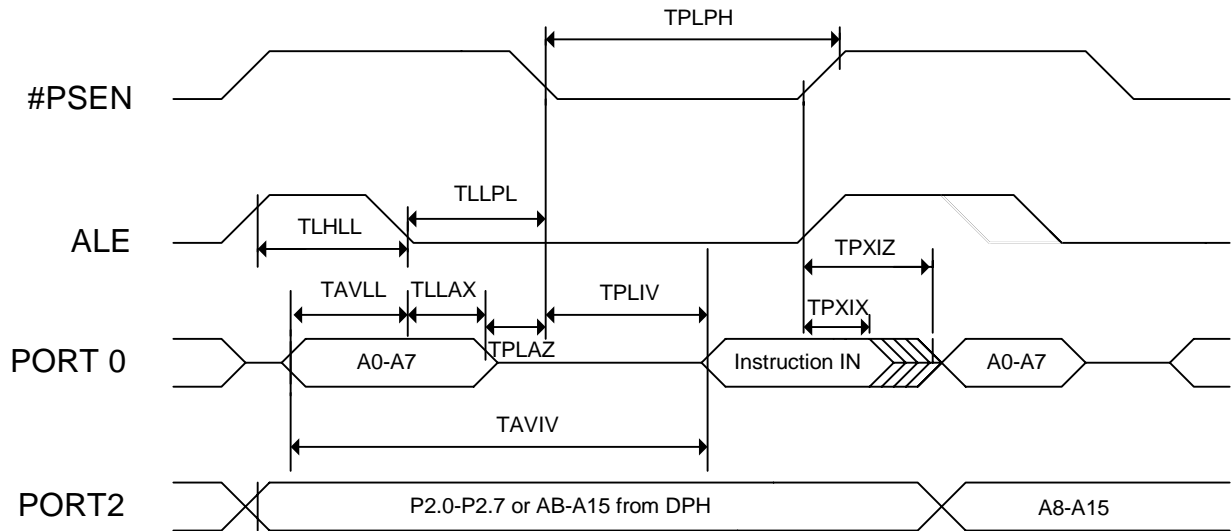 TPLPH
#PSEN
TLLPL
TLHLL
ALE
TPXIZ
TAVLL
TLLAX
TPLIV
TPXIX
TPLAZ
PORT 0
A0-A7
Instruction IN
A0-A7
TAVIV
PORT2
P2.0-P2.7 or AB-A15 from DPH
A8-A15